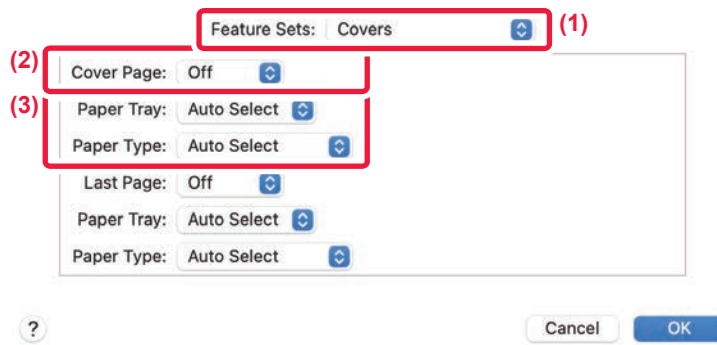 Feature Sets: Covers (1)
(2) Cover Page: Off
(3) Paper Tray: Auto Select
Paper Type: Auto Select
Last Page: Off
Paper Tray: Auto Select
Paper Type: Auto Select
? Cancel OK